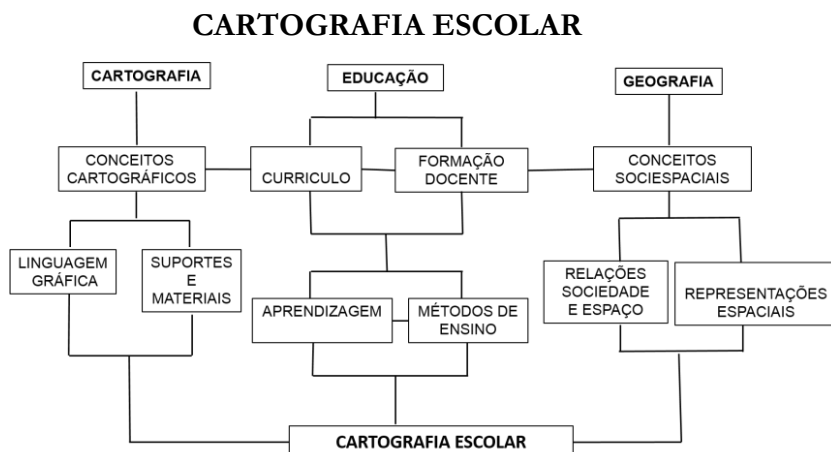 CARTOGRAFIA ESCOLAR
CARTOGRAFIA
EDUCAÇÃO
GEOGRAFIA
CONCEITOS
CARTOGRÁFICOS
CURRICULO
FORMAÇÃO
DOCENTE
CONCEITOS
SOCIESPACIAIS
LINGUAGEM
GRÁFICA
SUPORTES
E
MATERIAIS
APRENDIZAGEM
MÉTODOS DE
ENSINO
RELAÇÕES
SOCIEDADE
E ESPAÇO
REPRESENTAÇÕES
ESPACIAIS
CARTOGRAFIA ESCOLAR